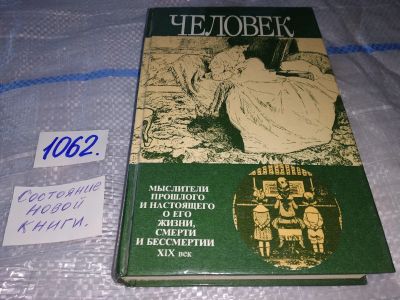 ЧЕЛОВЕК
1062.
Состояние
новой
книги.
МЫСЛИТЕЛИ
ПРОШЛОГО
И НАСТОЯЩЕГО
О ЕГО
ЖИЗНИ,
СМЕРТИ
И БЕССМЕРТИИ
XIX век